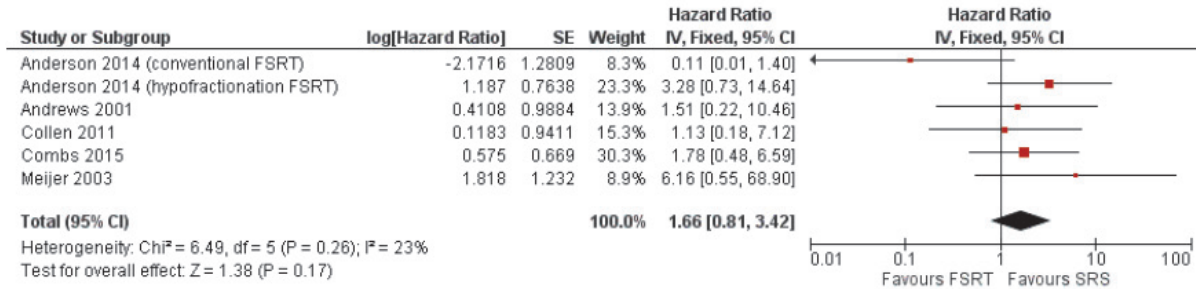 Hazard Ratio Hazard Ratio
Study or Subgroup log[Hazard Ratio] SE Weight IV, Fixed, 95% CI IV, Fixed, 95% CI
Anderson 2014 (conventional FSRT) -2.1716 1.2809 8.3% 0.11 [0.01, 1.40]
Anderson 2014 (hypofractionation FSRT) 1.187 0.7638 23.3% 3.28 [0.73, 14.64]
Andrews 2001 0.4108 0.9884 13.9% 1.51 [0.22, 10.46]
Collen 2011 0.1183 0.9411 15.3% 1.13 [0.18, 7.12]
Combs 2015 0.575 0.669 30.3% 1.78 [0.48, 6.59]
Meijer 2003 1.818 1.232 8.9% 6.16 [0.55, 68.90]
Total (95% CI) 100.0% 1.66 [0.81, 3.42]
Heterogeneity: Chi² = 6.49, df = 5 (P = 0.26); I² = 23%
Test for overall effect: Z = 1.38 (P = 0.17)
0.01 0.1 1 10 100
Favours FSRT Favours SRS